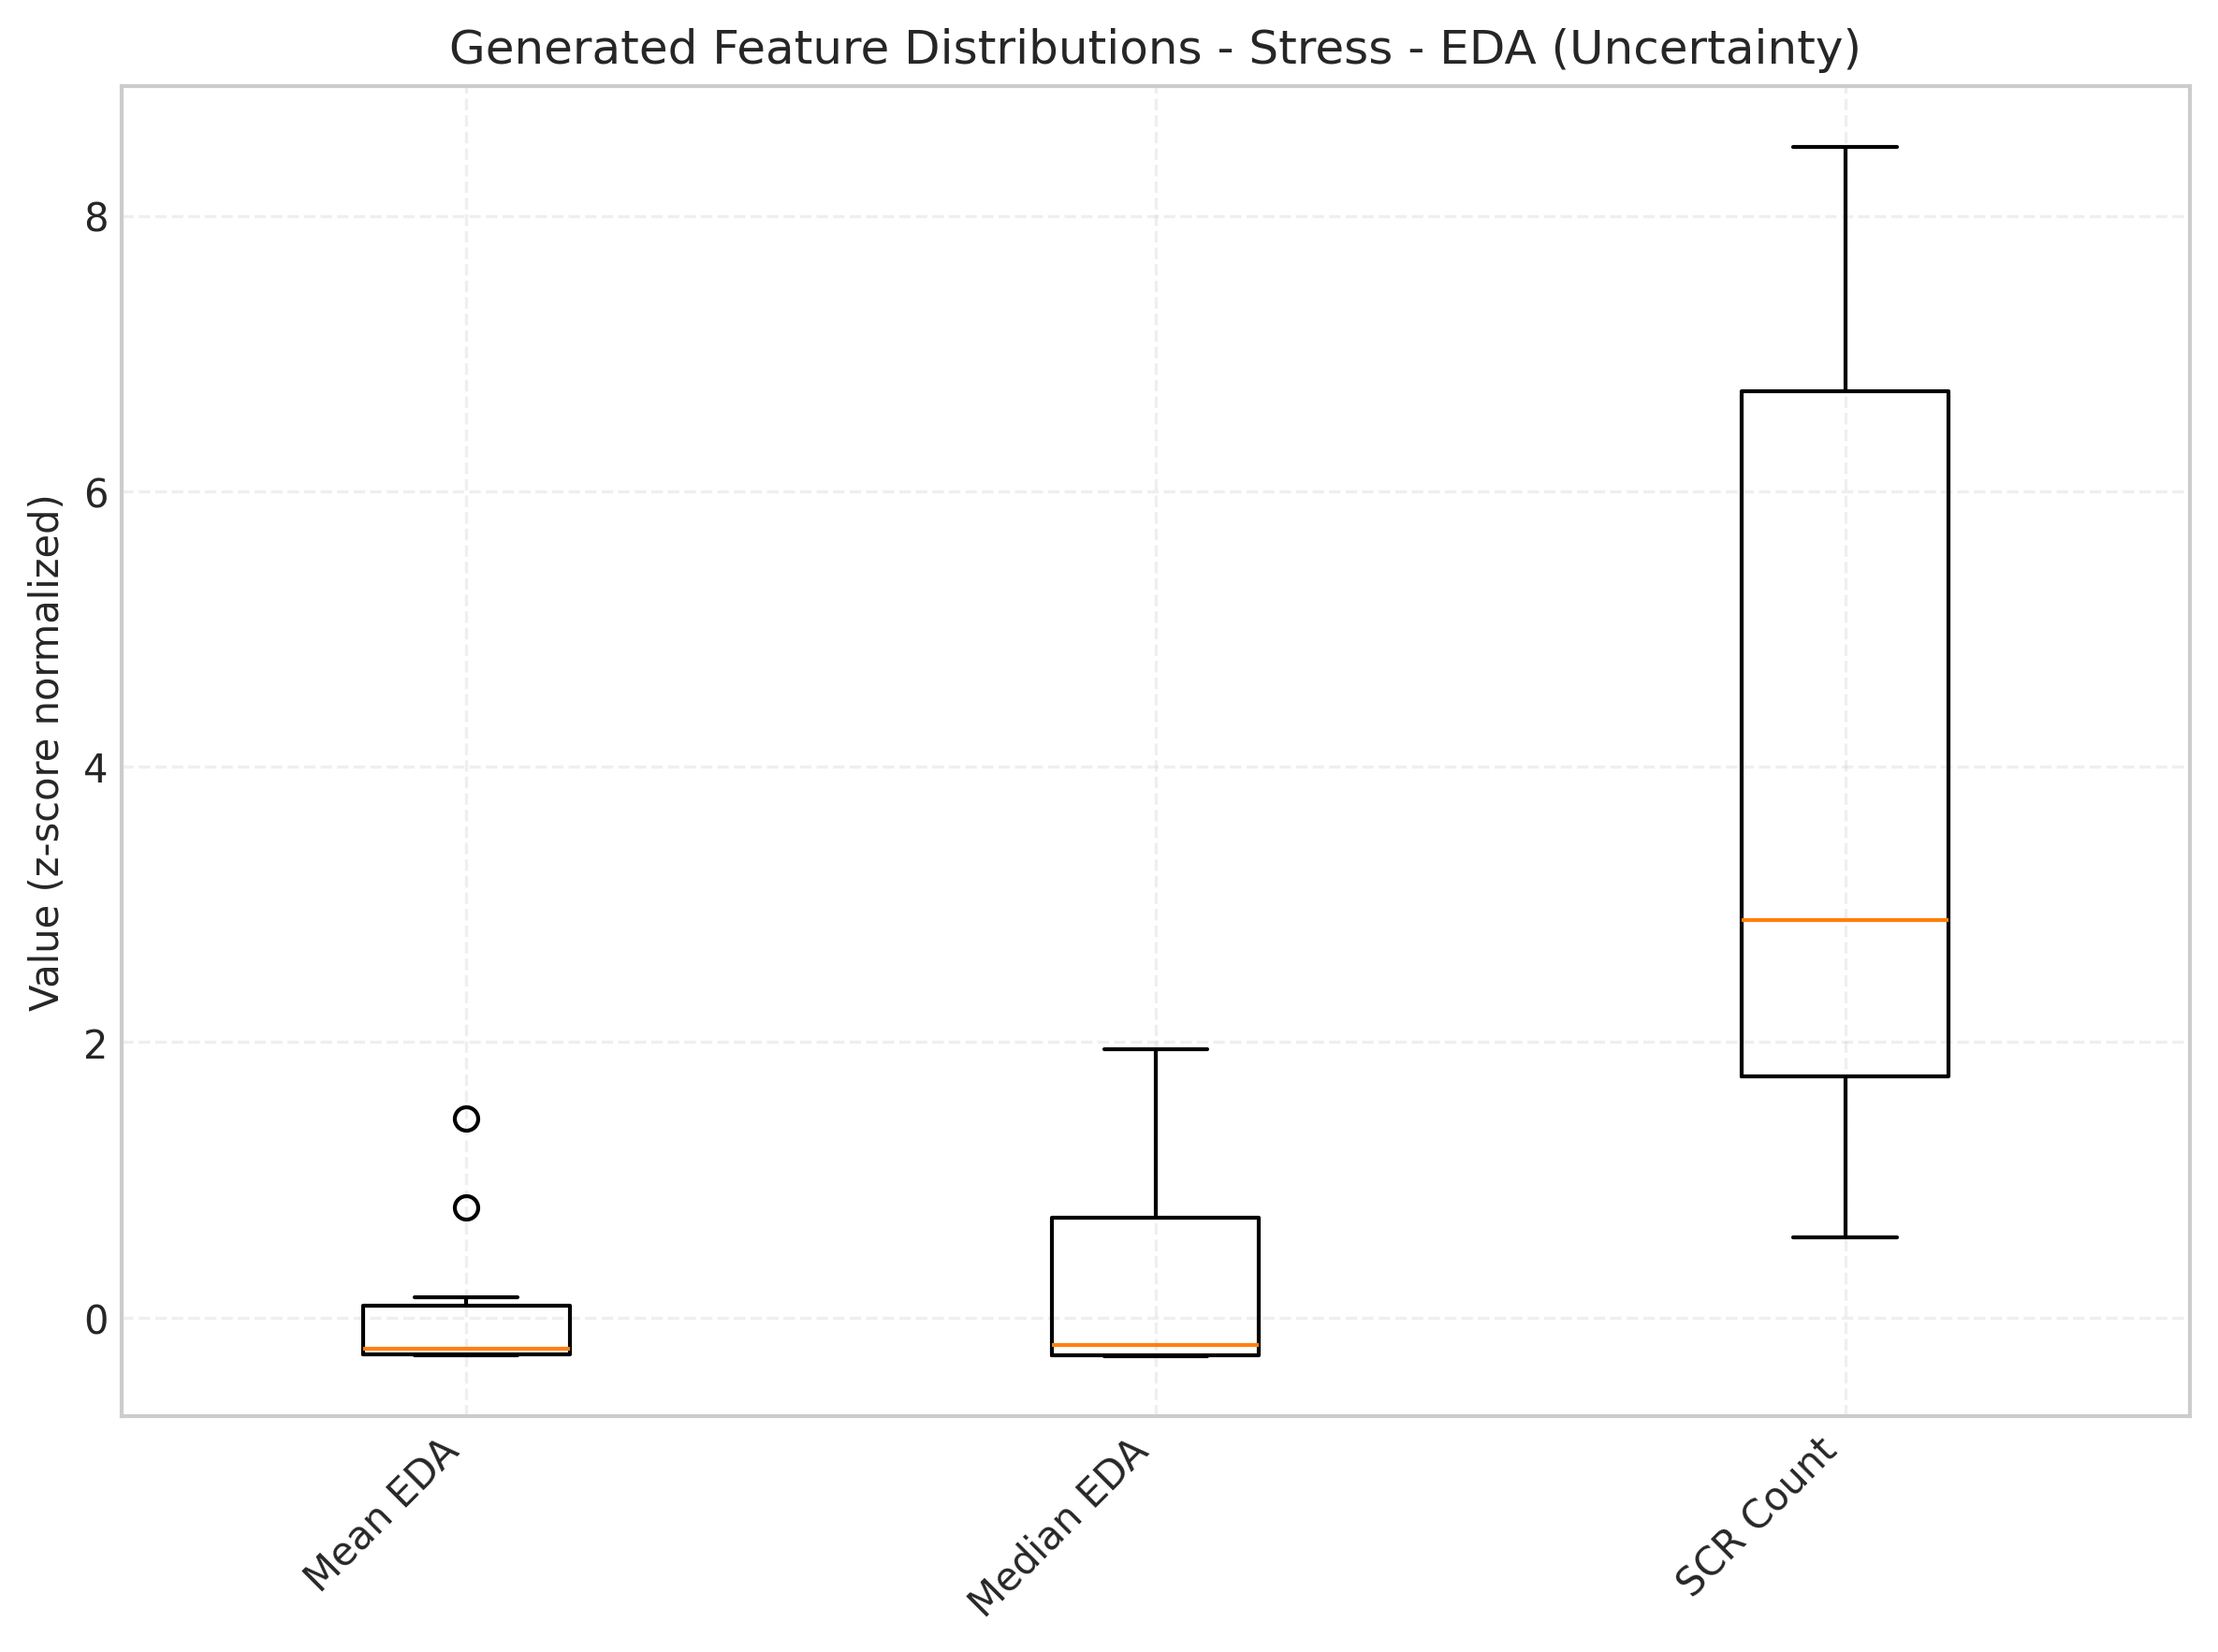 Generated Feature Distributions - Stress - EDA (Uncertainty)
Value (z-score normalized)
8
6
4
2
0
Mean EDA
Median EDA
SCR Count